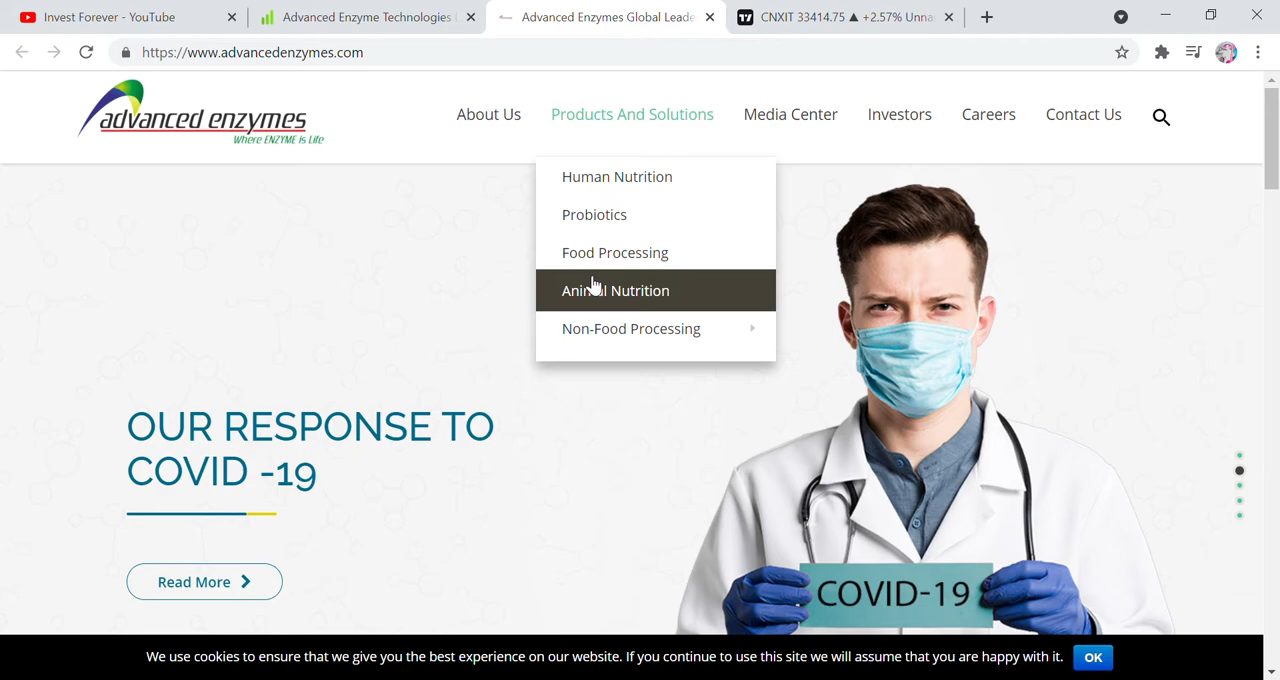 Invest Forever - YouTube
Advanced Enzyme Technologies
Advanced Enzymes Global Leade
CNXIT 33414.75 ▲ +2.57% Unna
https://www.advancedenzymes.com
advanced enzymes
Where ENZYME is Life
About Us
Products And Solutions
Media Center
Investors
Careers
Contact Us
Human Nutrition
Probiotics
Food Processing
Animal Nutrition
Non-Food Processing
OUR RESPONSE TO
COVID -19
Read More
COVID-19
We use cookies to ensure that we give you the best experience on our website. If you continue to use this site we will assume that you are happy with it.
OK